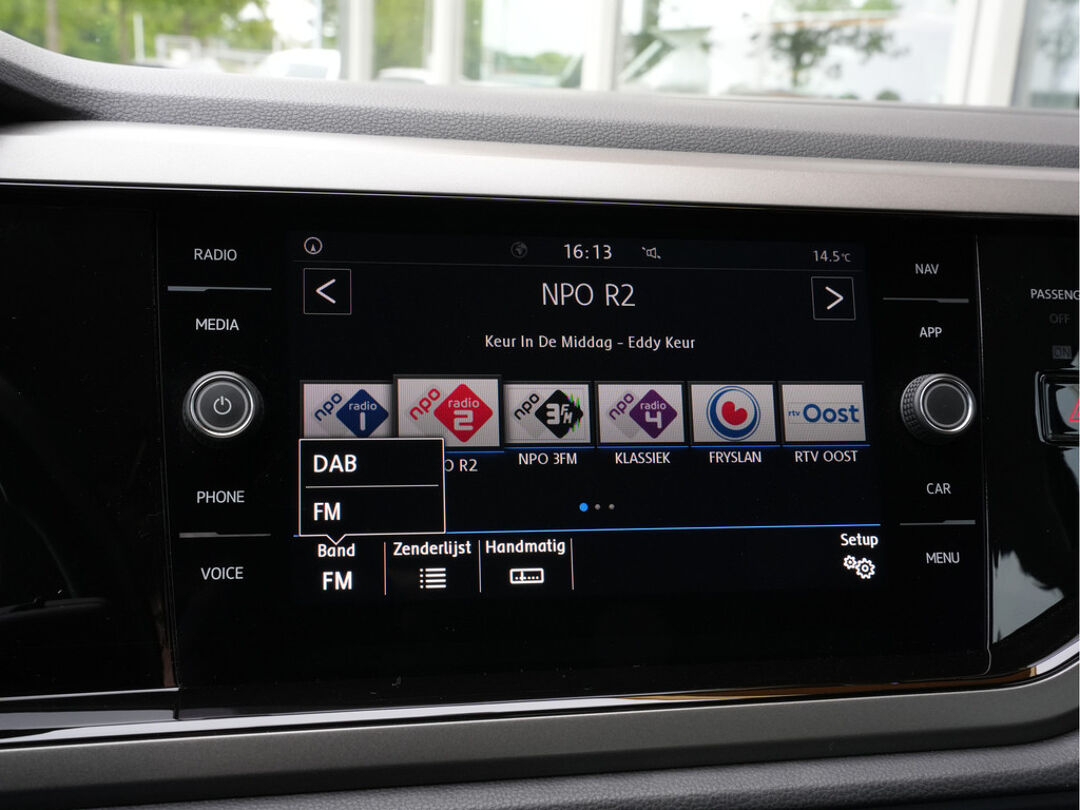 RADIO
MEDIA
PHONE
VOICE
16:13
14.5°C
<
NPO R2
>
Keur In De Middag - Eddy Keur
npo radio 1
npo radio 2
npo 3FM
npo radio 4
rtv Oost
O R2
NPO 3FM
KLASSIEK
FRYSLAN
RTV OOST
DAB
FM
Band
FM
Zenderlijst
Handmatig
Setup
NAV
APP
CAR
MENU
PASSENG
OFF
ON